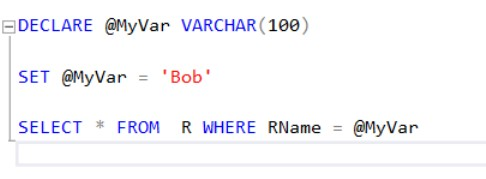 DECLARE @MyVar VARCHAR(100)
SET @MyVar = 'Bob'
SELECT * FROM  R WHERE RName = @MyVar